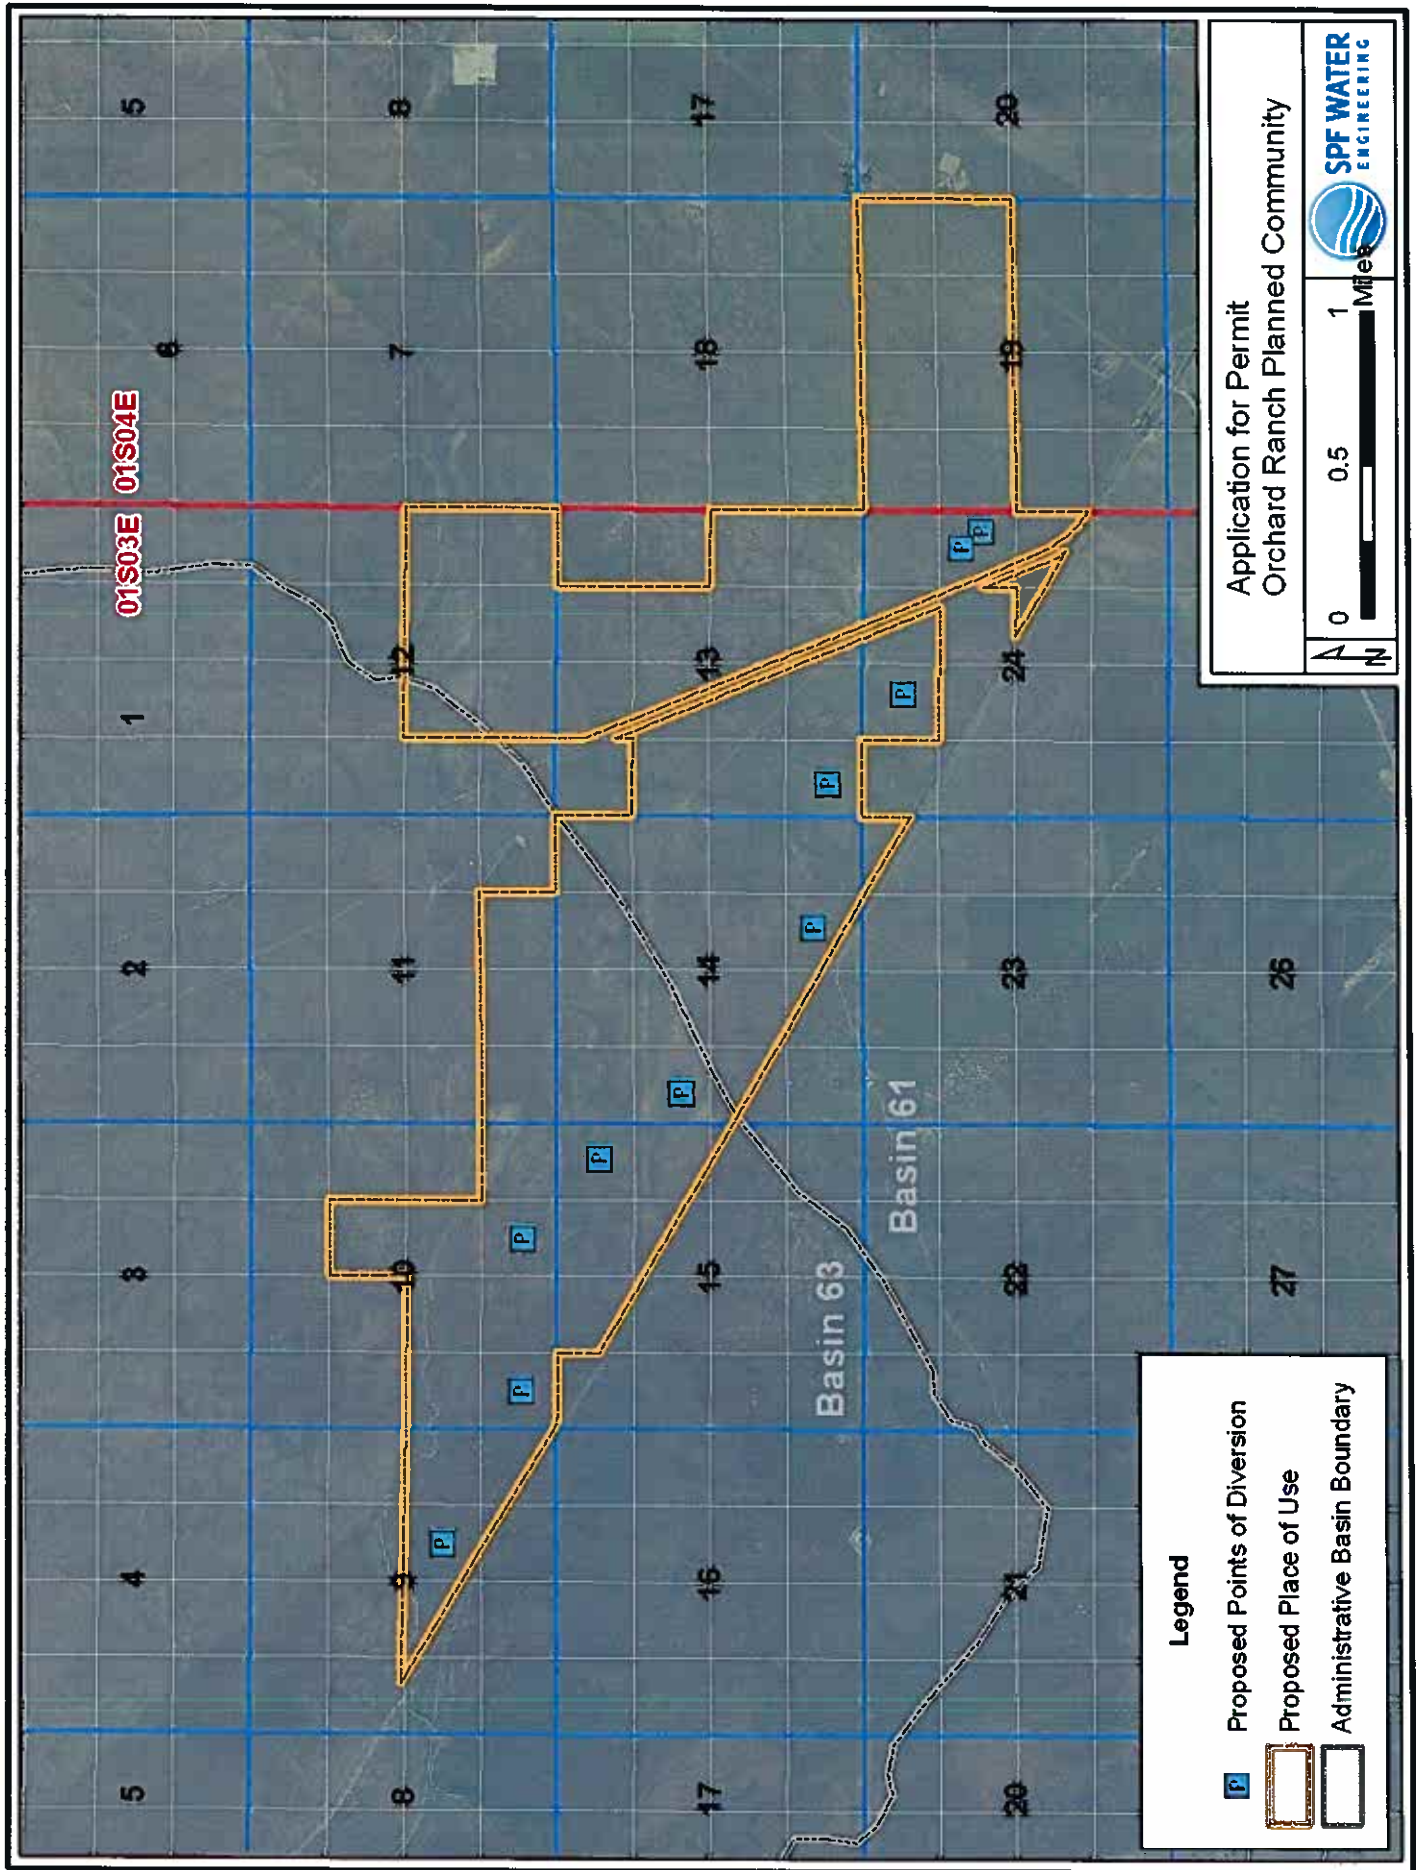 5 4 3 2 1 01S03E 01S04E 6 5
8 9 10 11 12 7 8
P
P P
P
P
17 16 15 14 13 18 17
P P
Basin 63
Basin 61
P
P P
20 21 22 23 24 19 20
27 26
Legend
P Proposed Points of Diversion
Proposed Place of Use
Administrative Basin Boundary
Application for Permit
Orchard Ranch Planned Community
N
0 0.5 1
Miles
SPF WATER
ENGINEERING